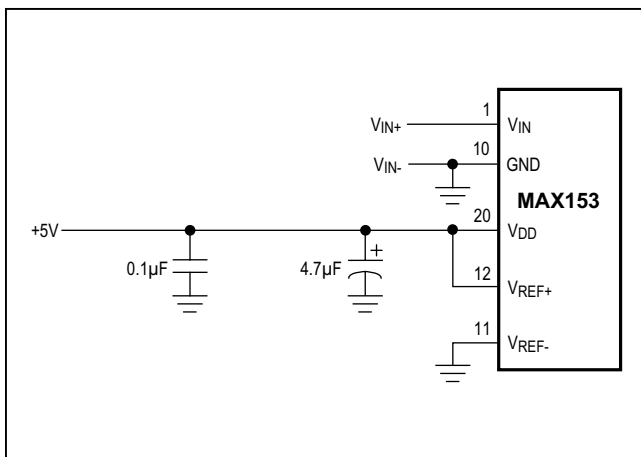 1
VIN+ VIN
10
VIN- GND
MAX153
20
+5V VDD
+
0.1µF 4.7µF
12
VREF+
11
VREF-